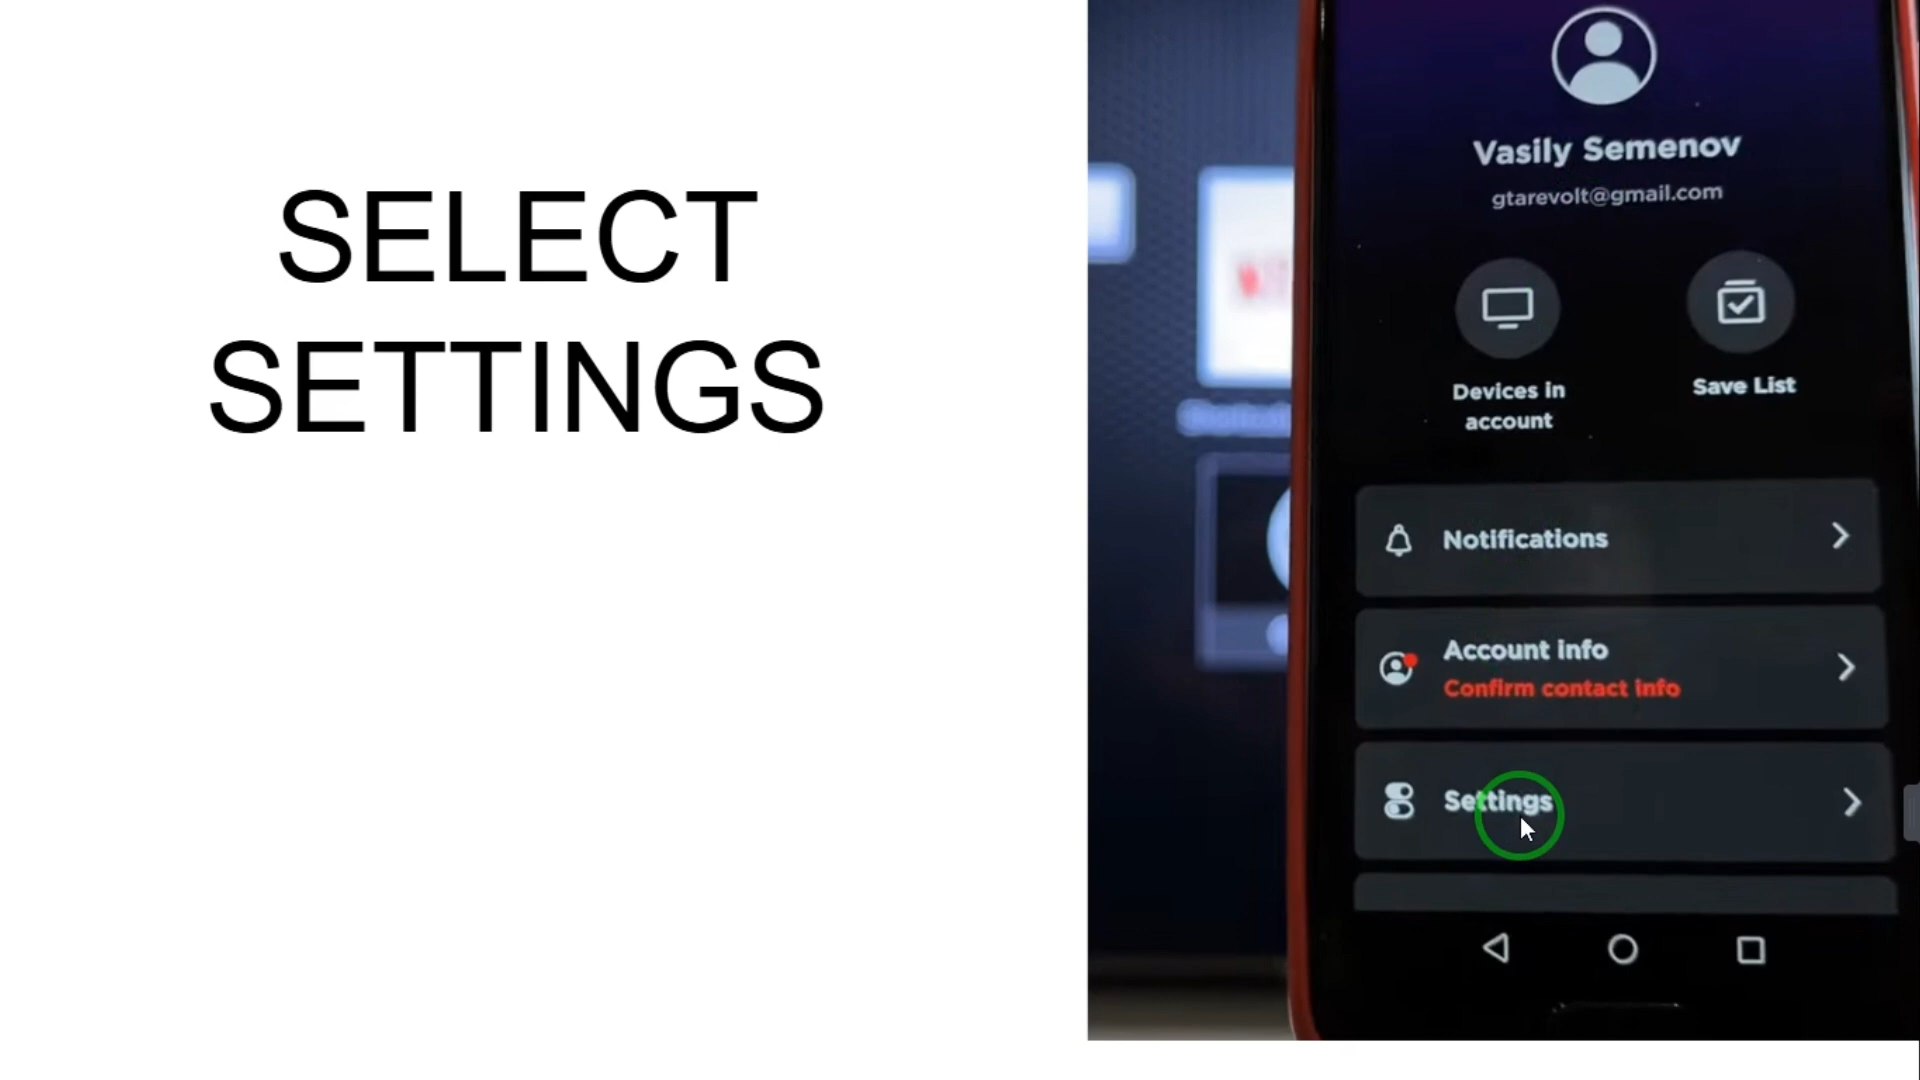 SELECT
SETTINGS
Vasily Semenov
gtarevolt@gmail.com
Devices in
account
Save List
Notifications
Account info
Confirm contact info
Settings